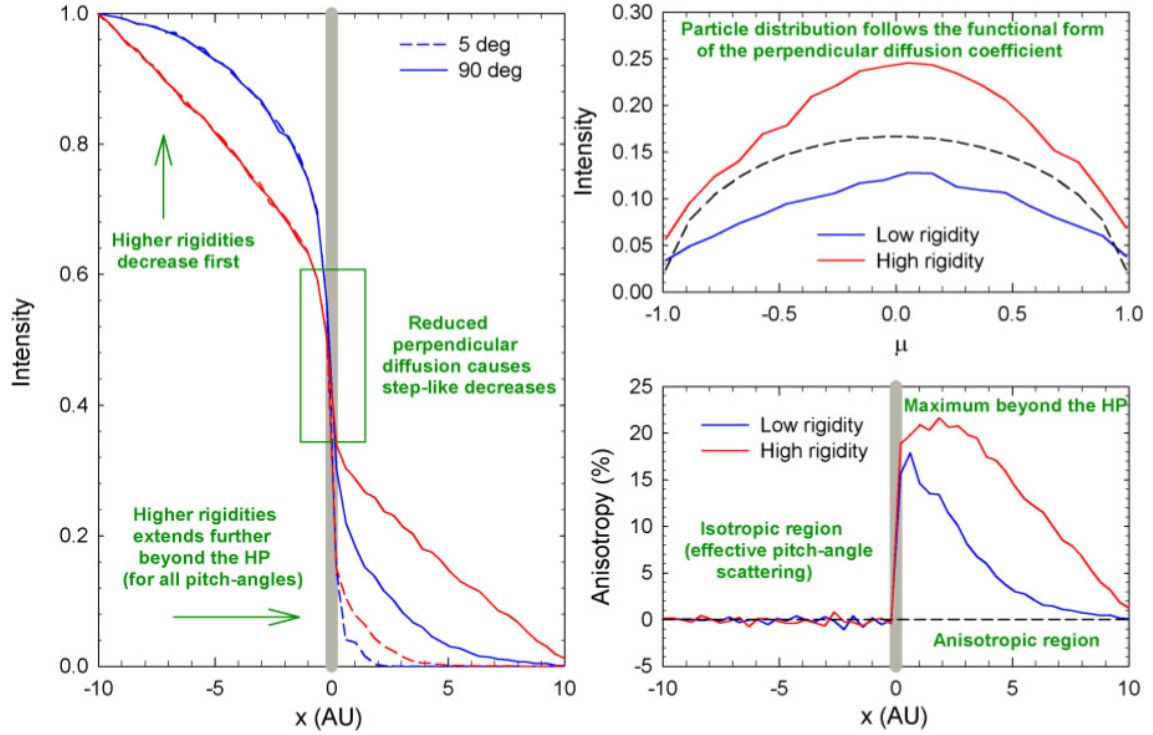 1.0
0.8
0.6
0.4
0.2
0.0
Intensity
5 deg
90 deg
Higher rigidities
decrease first
Reduced
perpendicular
diffusion causes
step-like decreases
Higher rigidities
extends further
beyond the HP
(for all pitch-angles)
-10
-5
0
5
10
x (AU)
0.30
0.25
0.20
0.15
0.10
0.05
0.00
Intensity
Particle distribution follows the functional form
of the perpendicular diffusion coefficient
Low rigidity
High rigidity
-1.0
-0.5
0.0
0.5
1.0
μ
25
20
15
10
5
0
-5
Anisotropy (%)
Maximum beyond the HP
Low rigidity
High rigidity
Isotropic region
(effective pitch-angle
scattering)
Anisotropic region
-10
-5
0
5
10
x (AU)